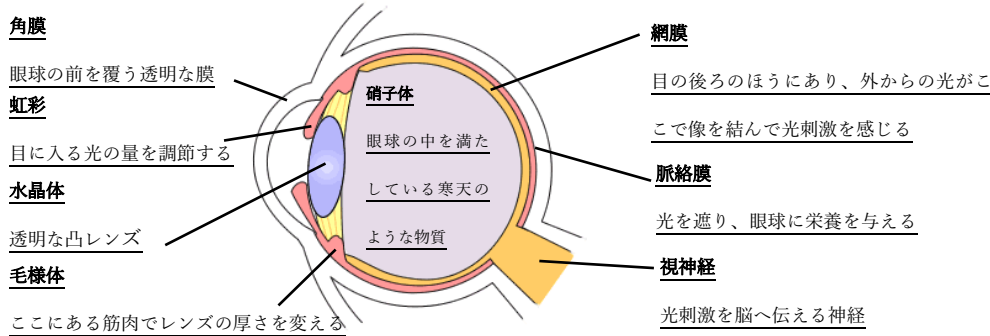 角膜
眼球の前を覆う透明な膜
虹彩
目に入る光の量を調節する
水晶体
透明な凸レンズ
毛様体
ここにある筋肉でレンズの厚さを変える
硝子体
眼球の中を満た
している寒天の
ような物質
網膜
目の後ろのほうにあり、外からの光がこ
こで像を結んで光刺激を感じる
脈絡膜
光を遮り、眼球に栄養を与える
視神経
光刺激を脳へ伝える神経